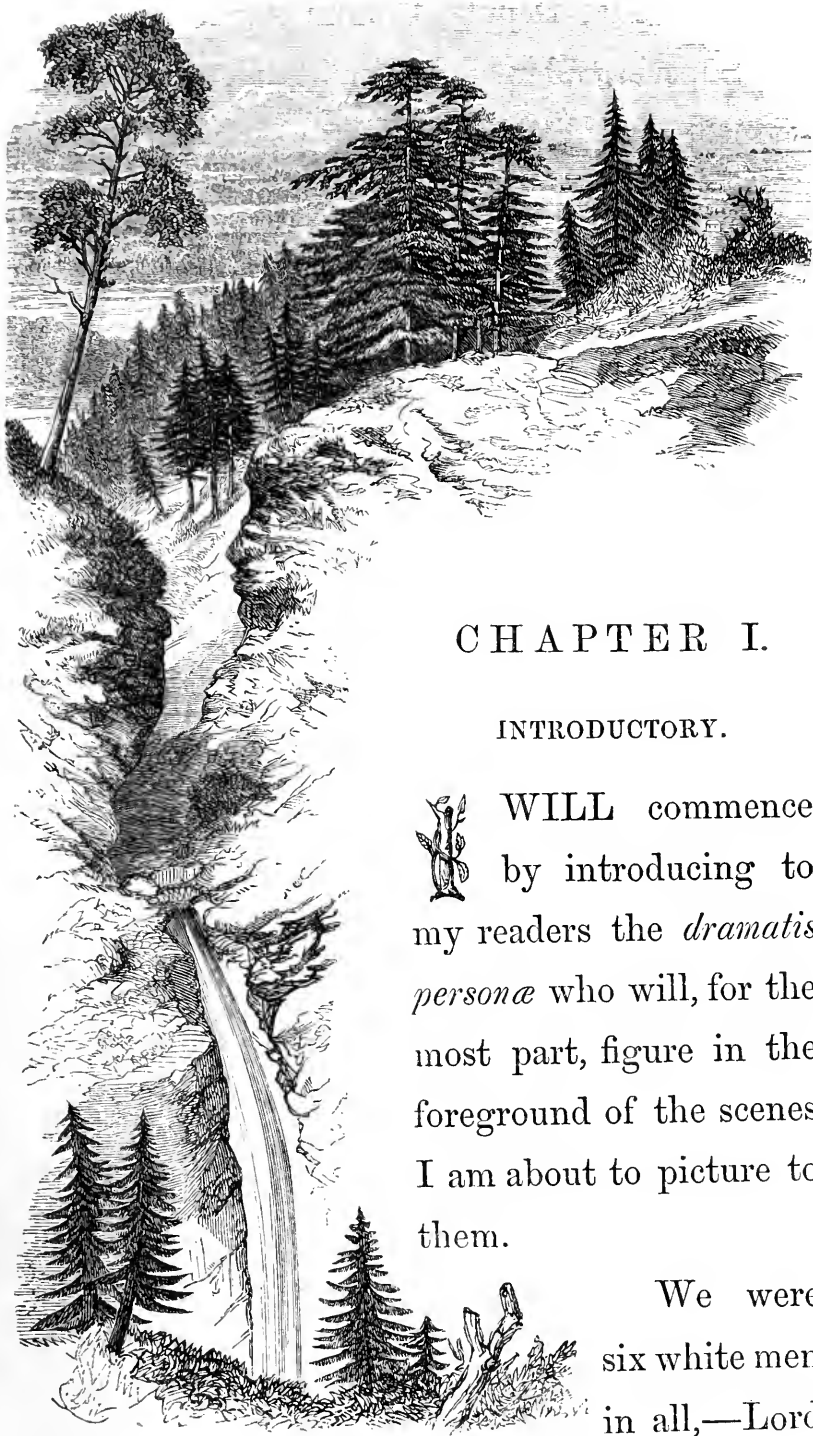 CHAPTER I.
INTRODUCTORY.
I WILL commence
by introducing to
my readers the dramatis
personæ who will, for the
most part, figure in the
foreground of the scenes
I am about to picture to
them.
We were
six white men
in all,—Lord